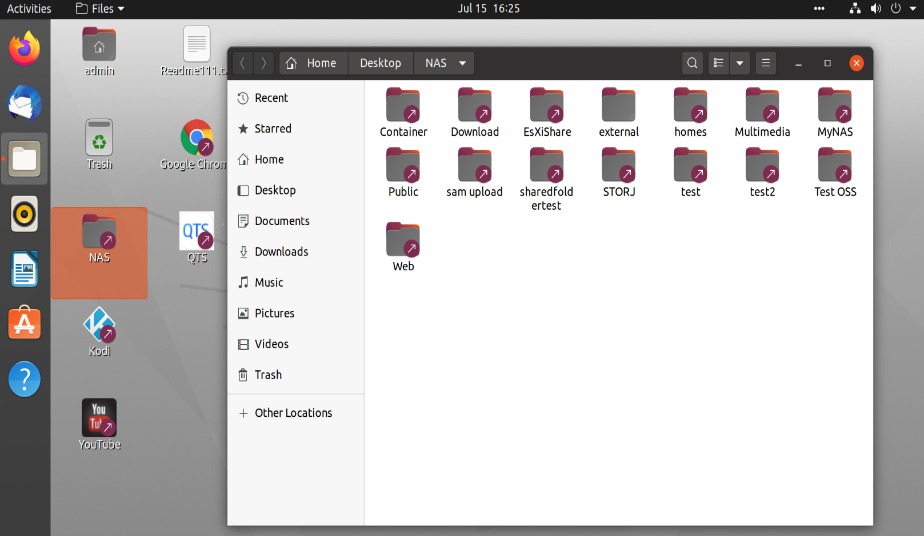 Activities
Files
Jul 15 16:25
admin
Readme111.
Trash
Google Chrom
NAS
QTS
QTS
Kodi
You
YouTube
Home
Desktop
NAS
Recent
Starred
Home
Desktop
Documents
Downloads
Music
Pictures
Videos
Trash
Other Locations
Container
Download
EsXiShare
external
homes
Multimedia
MyNAS
Public
sam upload
sharedfold
ertest
STORJ
test
test2
Test OSS
Web